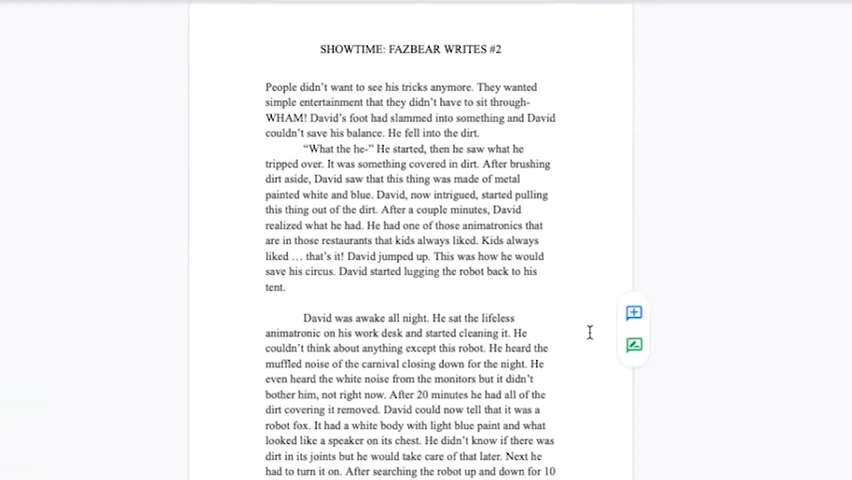 SHOWTIME: FAZBEAR WRITES #2
People didn't want to see his tricks anymore. They wanted
simple entertainment that they didn't have to sit through-
WHAM! David's foot had slammed into something and David
couldn't save his balance. He fell into the dirt.
"What the he-" He started, then he saw what he
tripped over. It was something covered in dirt. After brushing
dirt aside, David saw that this thing was made of metal
painted white and blue. David, now intrigued, started pulling
this thing out of the dirt. After a couple minutes, David
realized what he had. He had one of those animatronics that
are in those restaurants that kids always liked. Kids always
liked … that's it! David jumped up. This was how he would
save his circus. David started lugging the robot back to his
tent.
David was awake all night. He sat the lifeless
animatronic on his work desk and started cleaning it. He
couldn't think about anything except this robot. He heard the
muffled noise of the carnival closing down for the night. He
even heard the white noise from the monitors but it didn't
bother him, not right now. After 20 minutes he had all of the
dirt covering it removed. David could now tell that it was a
robot fox. It had a white body with light blue paint and what
looked like a speaker on its chest. He didn't know if there was
dirt in its joints but he would take care of that later. Next he
had to turn it on. After searching the robot up and down for 10